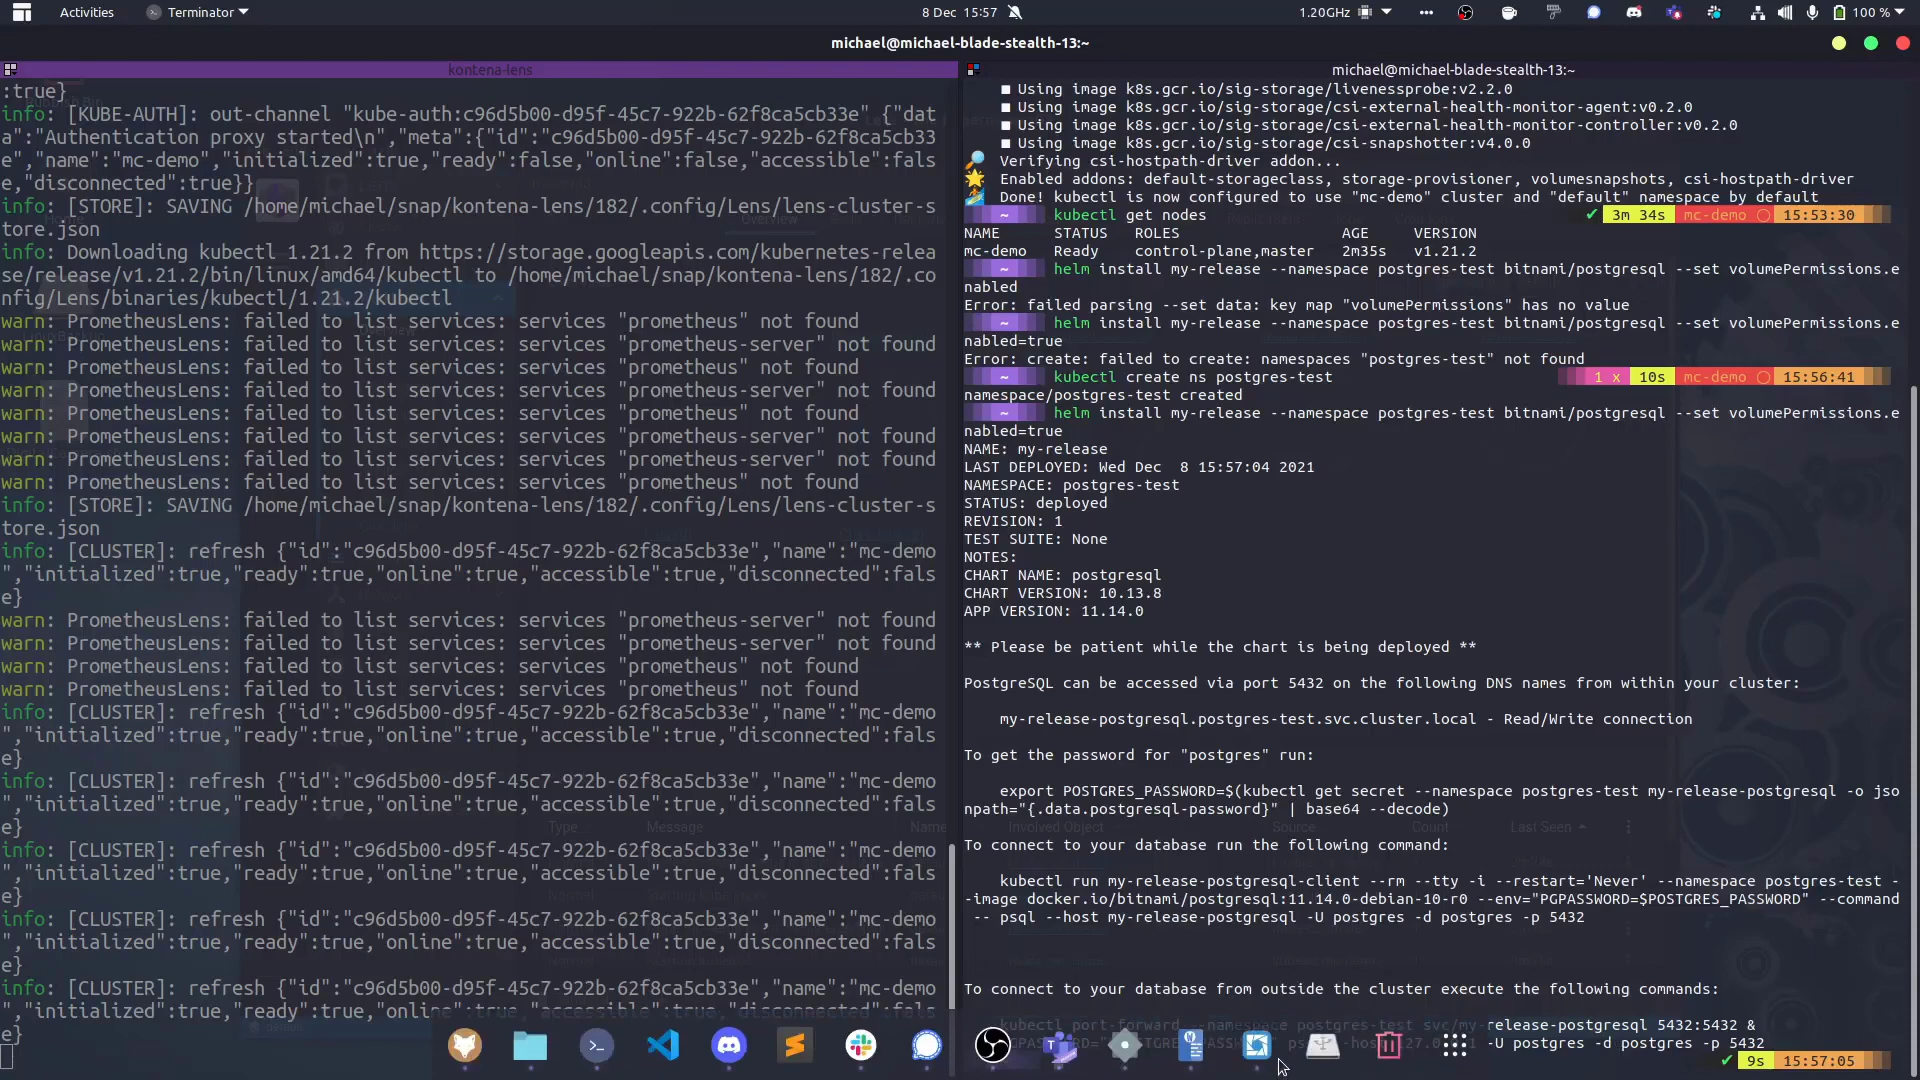 Activities
Terminator
8 Dec 15:57
1.20GHz
100 %
michael@michael-blade-stealth-13:~
kontena-lens
:true}
info: [KUBE-AUTH]: out-channel "kube-auth:c96d5b00-d95f-45c7-922b-62f8ca5cb33e" {"dat
a":"Authentication proxy started\n","meta":{"id":"c96d5b00-d95f-45c7-922b-62f8ca5cb33
e","name":"mc-demo","initialized":true,"ready":false,"online":false,"accessible":fals
e,"disconnected":true}}
info: [STORE]: SAVING /home/michael/snap/kontena-lens/182/.config/Lens/lens-cluster-s
tore.json
info: Downloading kubectl 1.21.2 from https://storage.googleapis.com/kubernetes-relea
se/release/v1.21.2/bin/linux/amd64/kubectl to /home/michael/snap/kontena-lens/182/.co
nfig/Lens/binaries/kubectl/1.21.2/kubectl
warn: PrometheusLens: failed to list services: services "prometheus" not found
warn: PrometheusLens: failed to list services: services "prometheus-server" not found
warn: PrometheusLens: failed to list services: services "prometheus" not found
warn: PrometheusLens: failed to list services: services "prometheus-server" not found
warn: PrometheusLens: failed to list services: services "prometheus" not found
warn: PrometheusLens: failed to list services: services "prometheus-server" not found
warn: PrometheusLens: failed to list services: services "prometheus-server" not found
warn: PrometheusLens: failed to list services: services "prometheus" not found
info: [STORE]: SAVING /home/michael/snap/kontena-lens/182/.config/Lens/lens-cluster-s
tore.json
info: [CLUSTER]: refresh {"id":"c96d5b00-d95f-45c7-922b-62f8ca5cb33e","name":"mc-demo
","initialized":true,"ready":true,"online":true,"accessible":true,"disconnected":fals
e}
warn: PrometheusLens: failed to list services: services "prometheus-server" not found
warn: PrometheusLens: failed to list services: services "prometheus-server" not found
warn: PrometheusLens: failed to list services: services "prometheus" not found
warn: PrometheusLens: failed to list services: services "prometheus" not found
info: [CLUSTER]: refresh {"id":"c96d5b00-d95f-45c7-922b-62f8ca5cb33e","name":"mc-demo
","initialized":true,"ready":true,"online":true,"accessible":true,"disconnected":fals
e}
info: [CLUSTER]: refresh {"id":"c96d5b00-d95f-45c7-922b-62f8ca5cb33e","name":"mc-demo
","initialized":true,"ready":true,"online":true,"accessible":true,"disconnected":fals
e}
info: [CLUSTER]: refresh {"id":"c96d5b00-d95f-45c7-922b-62f8ca5cb33e","name":"mc-demo
","initialized":true,"ready":true,"online":true,"accessible":true,"disconnected":fals
e}
info: [CLUSTER]: refresh {"id":"c96d5b00-d95f-45c7-922b-62f8ca5cb33e","name":"mc-demo
","initialized":true,"ready":true,"online":true,"accessible":true,"disconnected":fals
e}
info: [CLUSTER]: refresh {"id":"c96d5b00-d95f-45c7-922b-62f8ca5cb33e","name":"mc-demo
","initialized":true,"ready":true,"online":true,"accessible":true,"disconnected":fals
e}
michael@michael-blade-stealth-13:~
■ Using image k8s.gcr.io/sig-storage/livenessprobe:v2.2.0
■ Using image k8s.gcr.io/sig-storage/csi-external-health-monitor-agent:v0.2.0
■ Using image k8s.gcr.io/sig-storage/csi-external-health-monitor-controller:v0.2.0
■ Using image k8s.gcr.io/sig-storage/csi-snapshotter:v4.0.0
🔎 Verifying csi-hostpath-driver addon...
🌟 Enabled addons: default-storageclass, storage-provisioner, volumesnapshots, csi-hostpath-driver
🏄 Done! kubectl is now configured to use "mc-demo" cluster and "default" namespace by default
~ kubectl get nodes ✔ 3m 34s mc-demo 15:53:30
NAME STATUS ROLES AGE VERSION
mc-demo Ready control-plane,master 2m35s v1.21.2
~ helm install my-release --namespace postgres-test bitnami/postgresql --set volumePermissions.e
nabled
Error: failed parsing --set data: key map "volumePermissions" has no value
~ helm install my-release --namespace postgres-test bitnami/postgresql --set volumePermissions.e
nabled=true
Error: create: failed to create: namespaces "postgres-test" not found
~ kubectl create ns postgres-test 1 x 10s mc-demo 15:56:41
namespace/postgres-test created
~ helm install my-release --namespace postgres-test bitnami/postgresql --set volumePermissions.e
nabled=true
NAME: my-release
LAST DEPLOYED: Wed Dec  8 15:57:04 2021
NAMESPACE: postgres-test
STATUS: deployed
REVISION: 1
TEST SUITE: None
NOTES:
CHART NAME: postgresql
CHART VERSION: 10.13.8
APP VERSION: 11.14.0
** Please be patient while the chart is being deployed **
PostgreSQL can be accessed via port 5432 on the following DNS names from within your cluster:
my-release-postgresql.postgres-test.svc.cluster.local - Read/Write connection
To get the password for "postgres" run:
export POSTGRES_PASSWORD=$(kubectl get secret --namespace postgres-test my-release-postgresql -o jso
npath="{.data.postgresql-password}" | base64 --decode)
To connect to your database run the following command:
kubectl run my-release-postgresql-client --rm --tty -i --restart='Never' --namespace postgres-test -
-image docker.io/bitnami/postgresql:11.14.0-debian-10-r0 --env="PGPASSWORD=$POSTGRES_PASSWORD" --command
-- psql --host my-release-postgresql -U postgres -d postgres -p 5432
To connect to your database from outside the cluster execute the following commands:
kubectl port-forward --namespace postgres-test svc/my-release-postgresql 5432:5432 &
-U postgres -d postgres -p 5432
✔ 9s 15:57:05